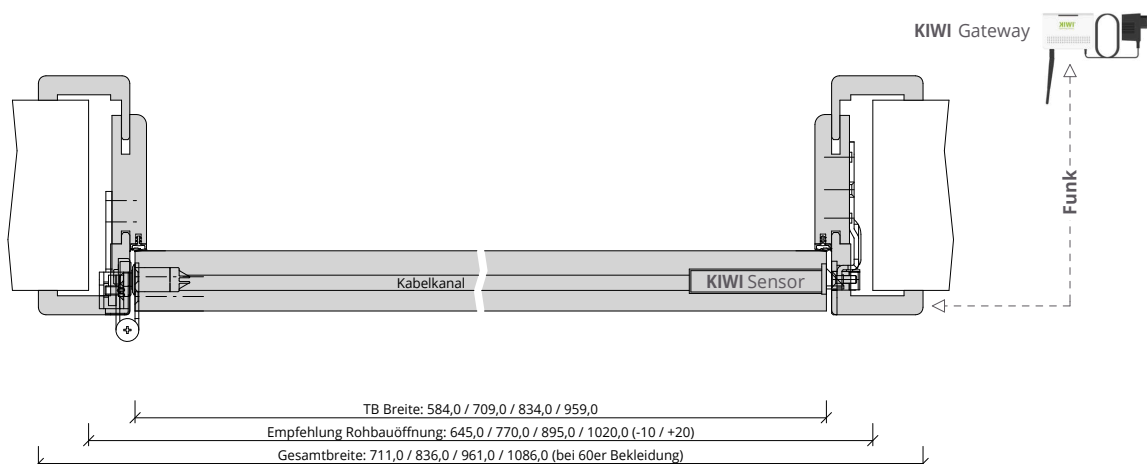 KIWI Gateway
KIWI
Funk
Kabelkanal
KIWI Sensor
TB Breite: 584,0 / 709,0 / 834,0 / 959,0
Empfehlung Rohbauöffnung: 645,0 / 770,0 / 895,0 / 1020,0 (-10 / +20)
Gesamtbreite: 711,0 / 836,0 / 961,0 / 1086,0 (bei 60er Bekleidung)